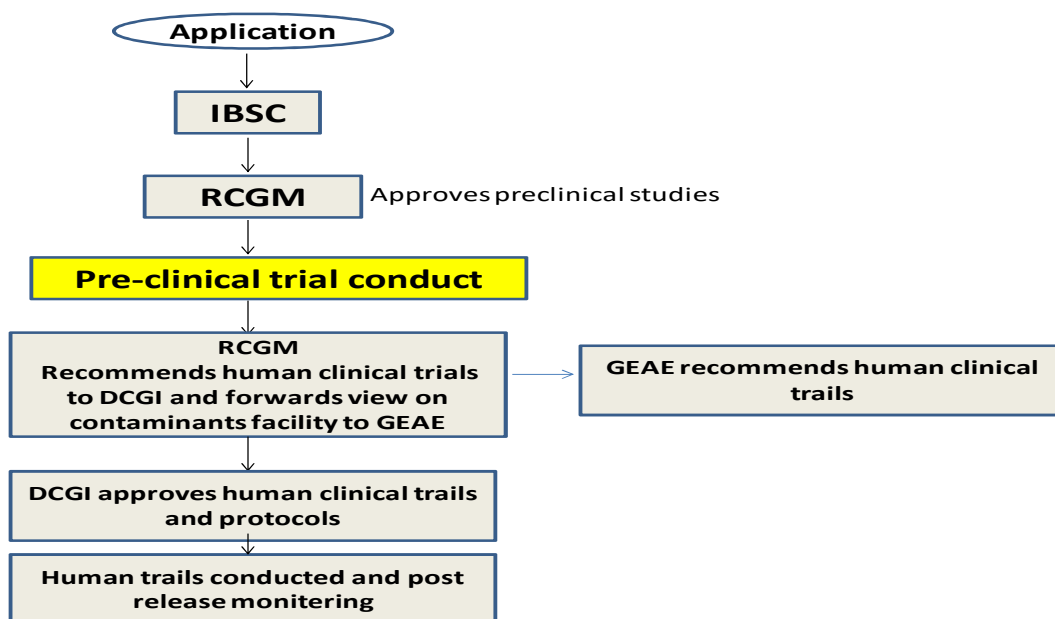 Application
IBSC
RCGM
Approves preclinical studies
Pre-clinical trial conduct
RCGM
Recommends human clinical trials
to DCGI and forwards view on
contaminants facility to GEAE
GEAE recommends human clinical
trails
DCGI approves human clinical trails
and protocols
Human trails conducted and post
release monitering